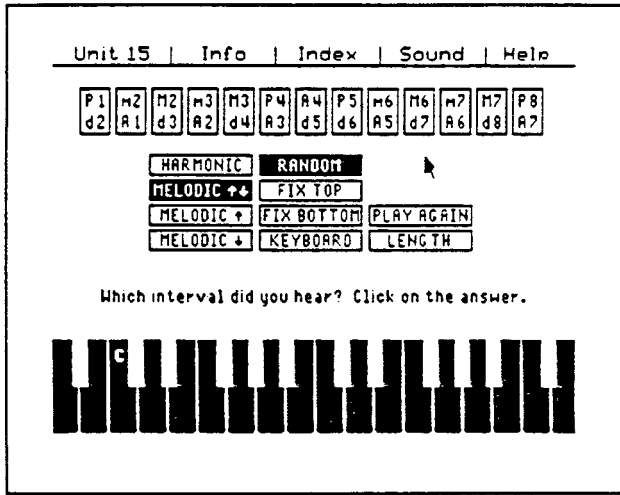 Unit 15 | Info | Index | Sound | Help
P1 m2 M2 m3 M3 P4 A4 P5 m6 M6 m7 M7 P8
d2 A1 d3 A2 d4 A3 d5 d6 A5 d7 A6 d8 A7
HARMONIC RANDOM
MELODIC ↑↓ FIX TOP
MELODIC ↑ FIX BOTTOM PLAY AGAIN
MELODIC ↓ KEYBOARD LENGTH
Which interval did you hear? Click on the answer.
C